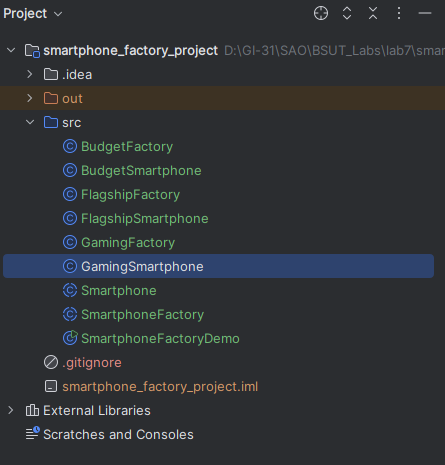 Project
smartphone_factory_project D:\GI-31\SAO\BSUT_Labs\lab7\smar
.idea
out
src
BudgetFactory
BudgetSmartphone
FlagshipFactory
FlagshipSmartphone
GamingFactory
GamingSmartphone
Smartphone
SmartphoneFactory
SmartphoneFactoryDemo
.gitignore
smartphone_factory_project.iml
External Libraries
Scratches and Consoles